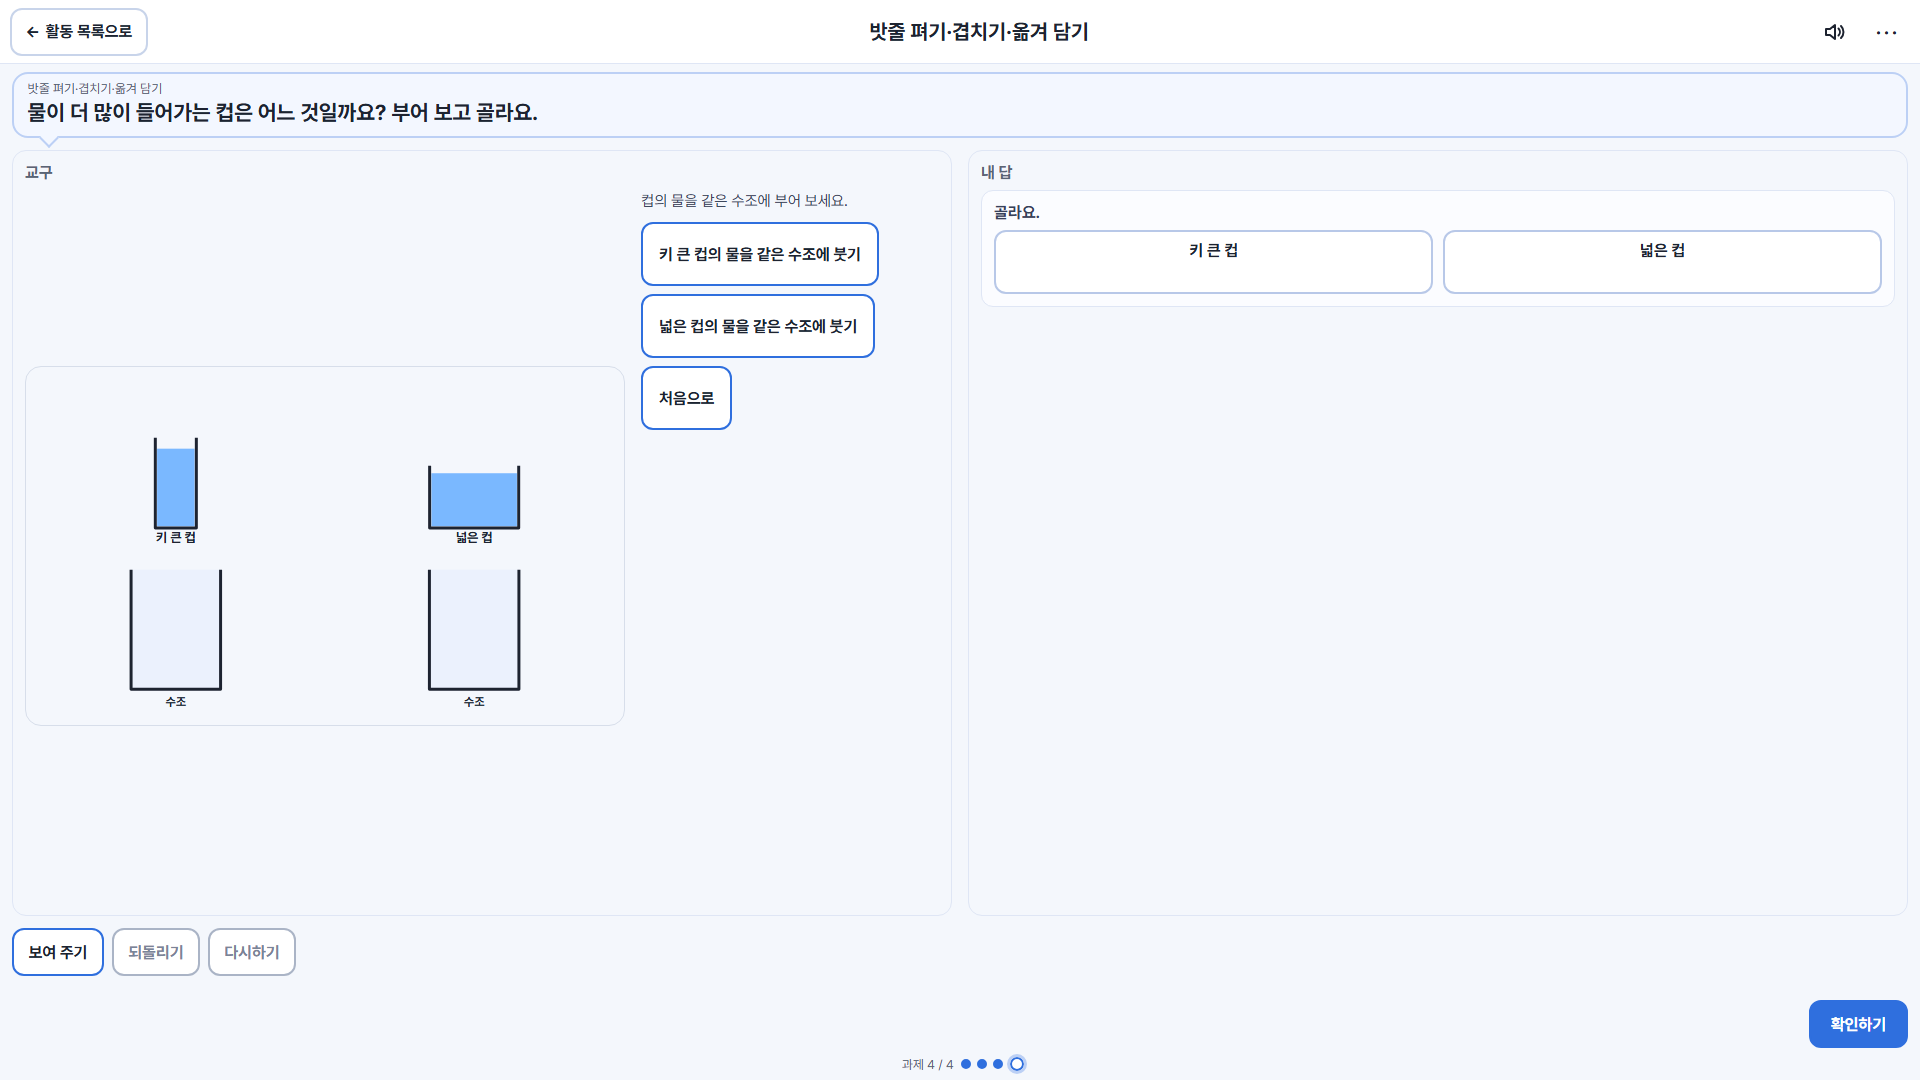 ← 활동 목록으로
밧줄 펴기·겹치기·옮겨 담기
밧줄 펴기·겹치기·옮겨 담기
물이 더 많이 들어가는 컵은 어느 것일까요? 부어 보고 골라요.
교구
컵의 물을 같은 수조에 부어 보세요.
키 큰 컵의 물을 같은 수조에 붓기
넓은 컵의 물을 같은 수조에 붓기
처음으로
키 큰 컵
넓은 컵
수조
수조
내 답
골라요.
키 큰 컵
넓은 컵
보여 주기
되돌리기
다시하기
확인하기
과제 4 / 4